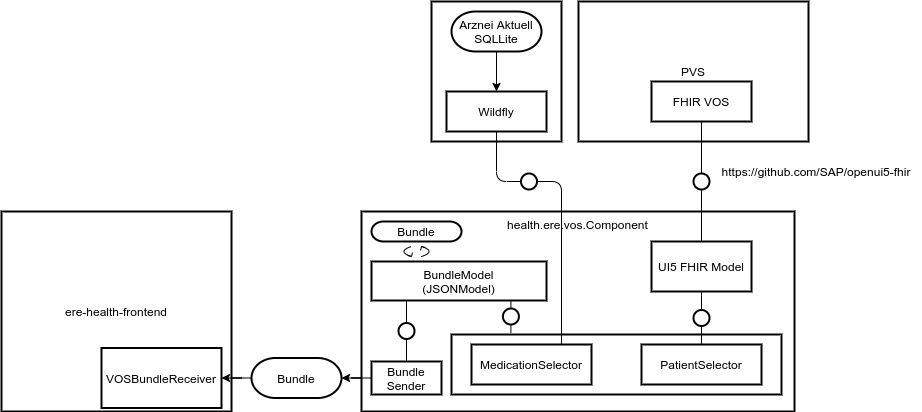 Arznei Aktuell
SQLLite
Wildfly
PVS
FHIR VOS
https://github.com/SAP/openui5-fhir
health.ere.vos.Component
Bundle
BundleModel
(JSONModel)
UI5 FHIR Model
ere-health-frontend
VOSBundleReceiver
Bundle
Bundle
Sender
MedicationSelector
PatientSelector